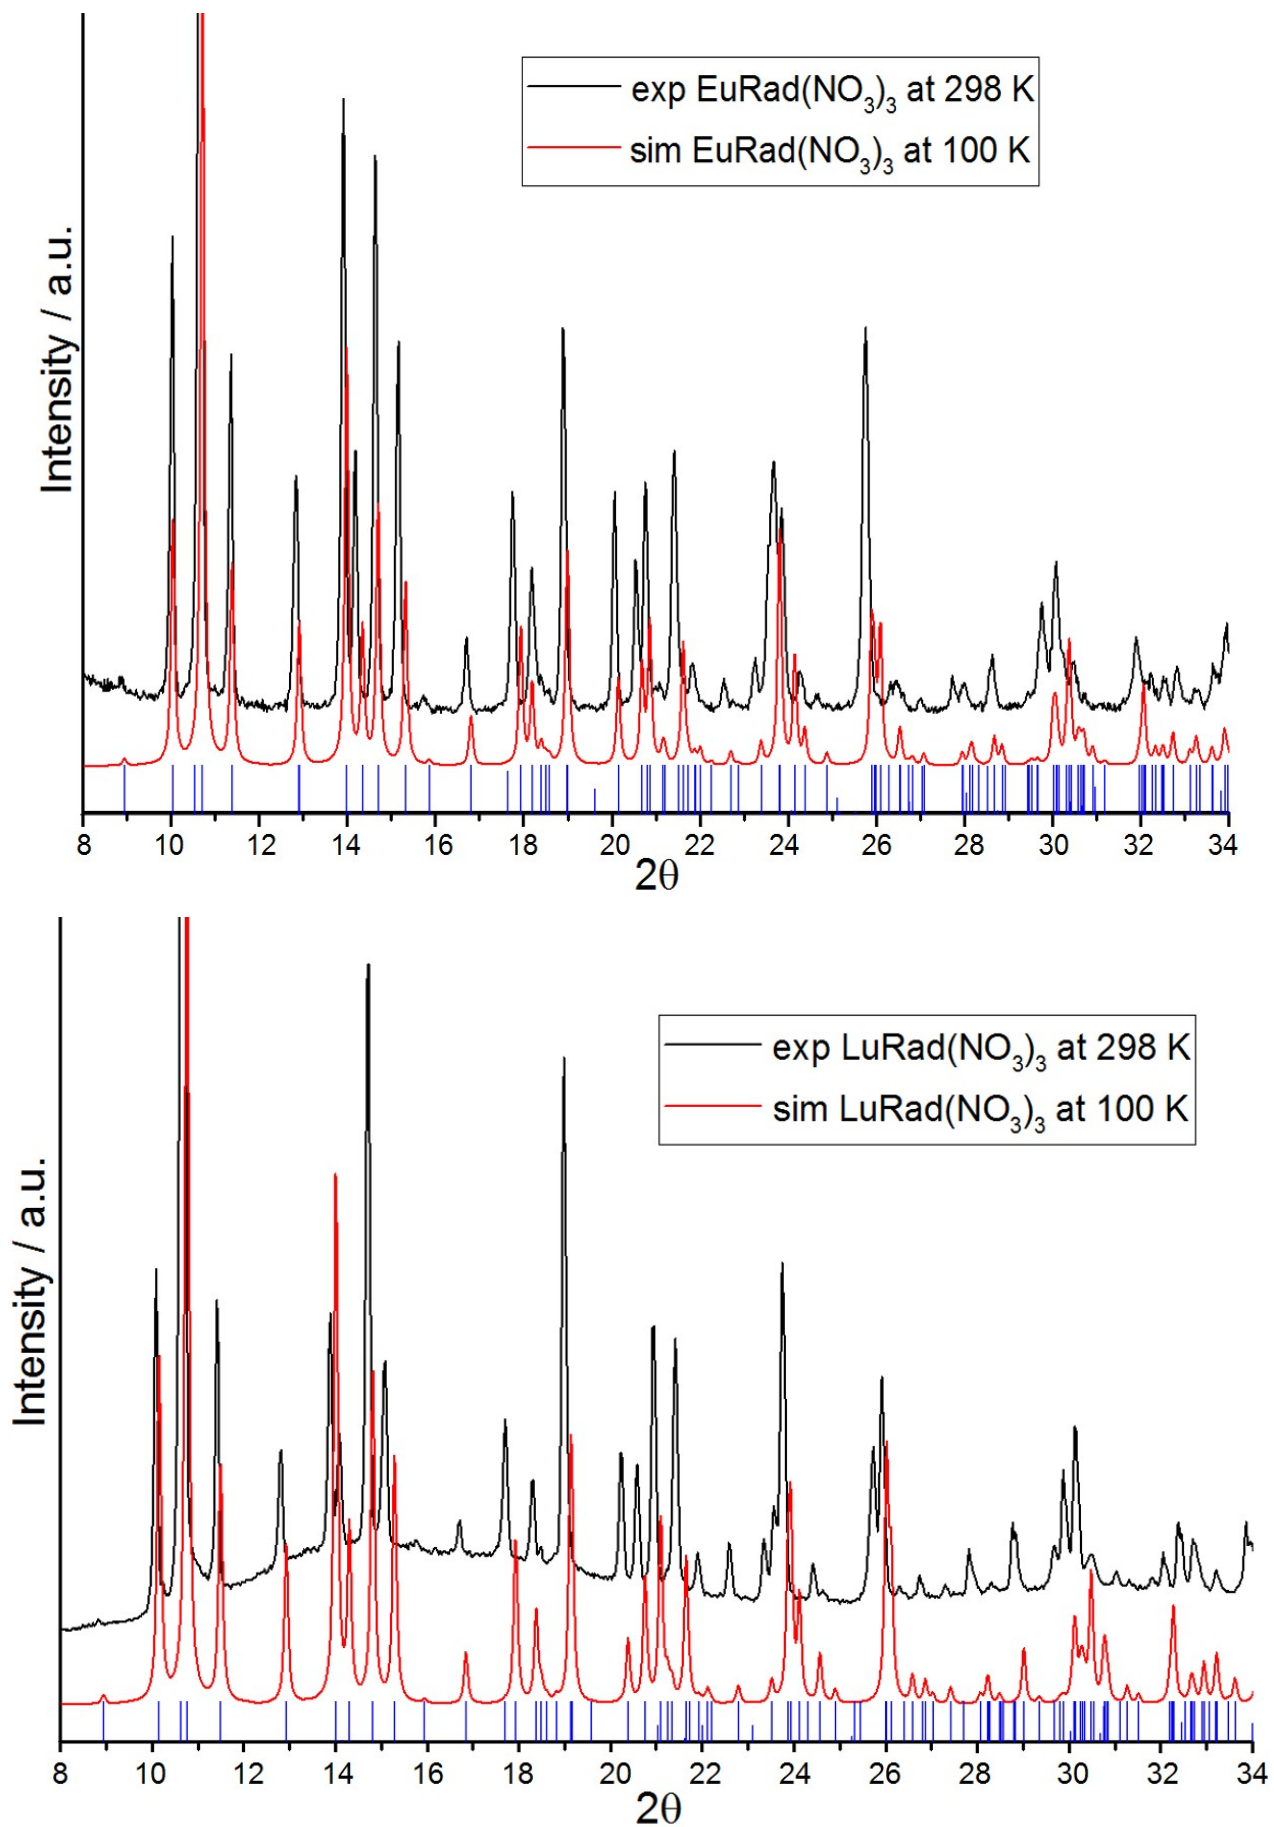 exp EuRad(NO3)3 at 298 K
sim EuRad(NO3)3 at 100 K
Intensity / a.u.
8 10 12 14 16 18 20 22 24 26 28 30 32 34
2θ
exp LuRad(NO3)3 at 298 K
sim LuRad(NO3)3 at 100 K
Intensity / a.u.
8 10 12 14 16 18 20 22 24 26 28 30 32 34
2θ